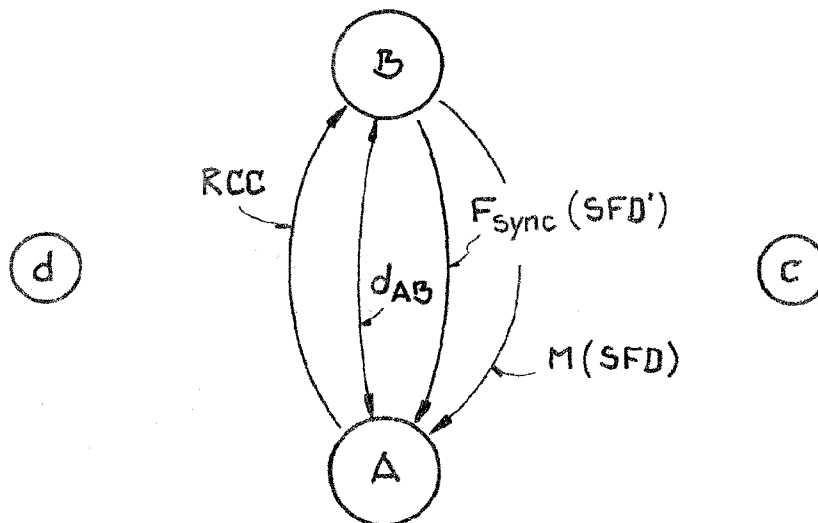 B
RCC
F_sync (SFD')
d
d_AB
C
M (SFD)
A